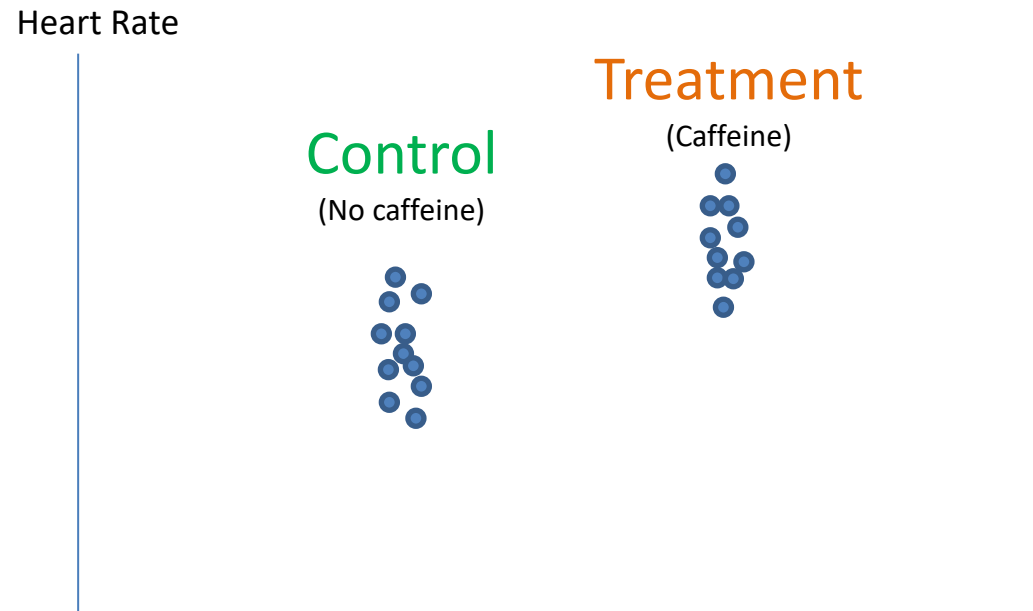 Heart Rate
Treatment
(Caffeine)
Control
(No caffeine)